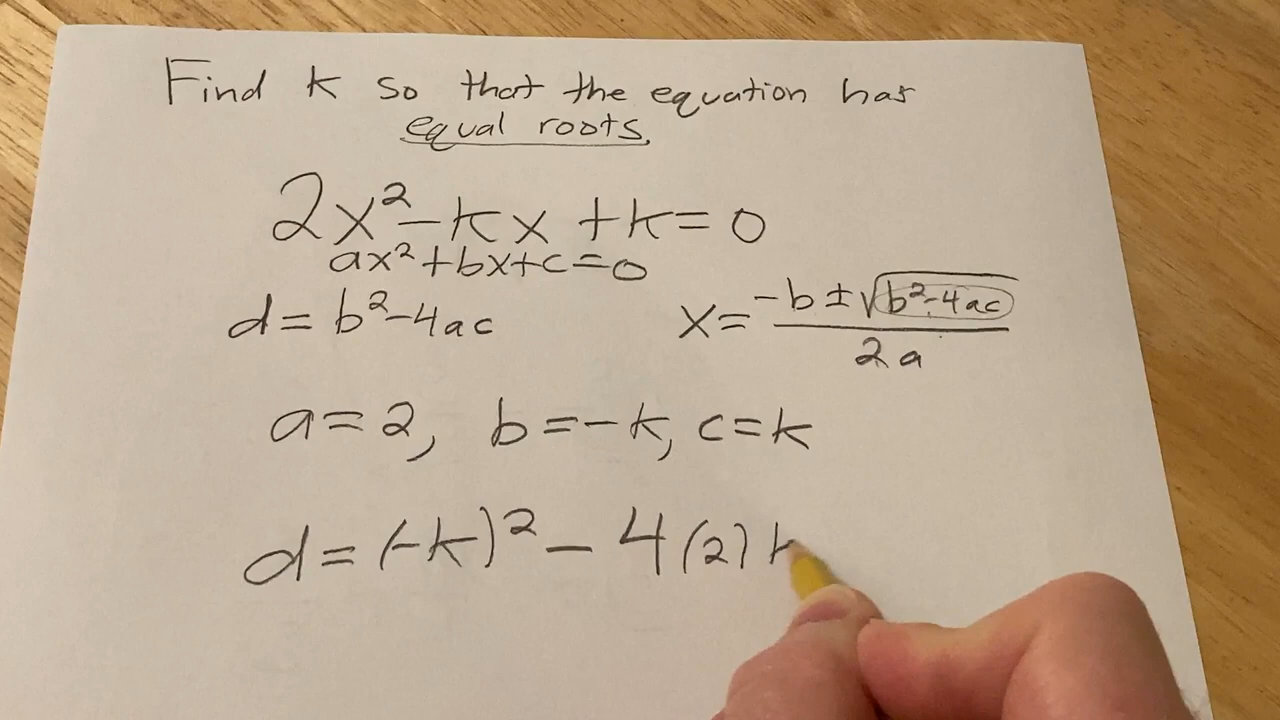 Find k so that the equation has
equal roots.
2x²-kx+k=0
ax²+bx+c=0
d=b²-4ac
x=-b±√b²-4ac
2a
a=2, b=-k, c=k
d=(-k)²-4(2)k